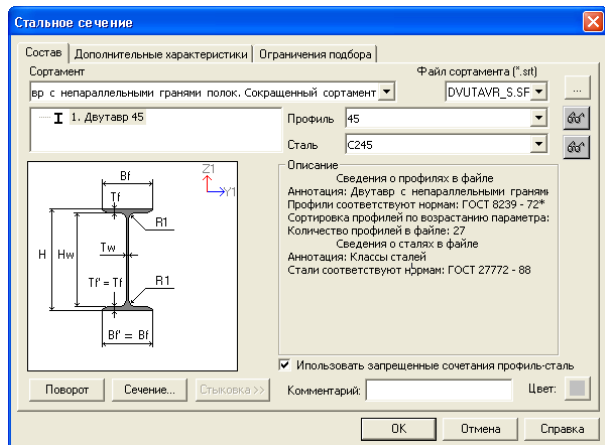 Стальное сечение
Состав Дополнительные характеристики Ограничения подбора
Сортамент Файл сортамента (*.srt)
вр с непараллельными гранями полок. Сокращенный сортамент DVUTAVR_S.SF ...
1. Двутавр 45 Профиль 45
Сталь C245
Описание
Сведения о профилях в файле
Аннотация: Двутавр с непараллельными гранями
Профили соответствуют нормам: ГОСТ 8239 - 72*
Сортировка профилей по возрастанию параметра:
Количество профилей в файле: 27
Сведения о сталях в файле
Аннотация: Классы сталей
Стали соответствуют нормам: ГОСТ 27772 - 88
Z1
Y1
Bf
Tf
R1
H Hw Tw
Tf' = Tf R1
Bf' = Bf
Ипользовать запрещенные сочетания профиль-сталь
Поворот Сечение... Стыковка >> Комментарий: Цвет:
OK Отмена Справка